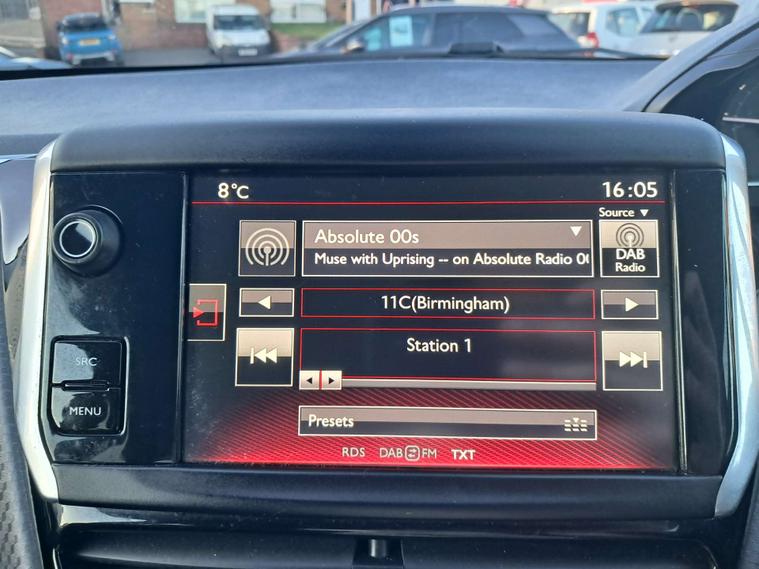 8°C
16:05
Source
Absolute 00s
DAB
Radio
Muse with Uprising -- on Absolute Radio 0
11C(Birmingham)
SRC
Station 1
MENU
Presets
RDS DAB FM TXT